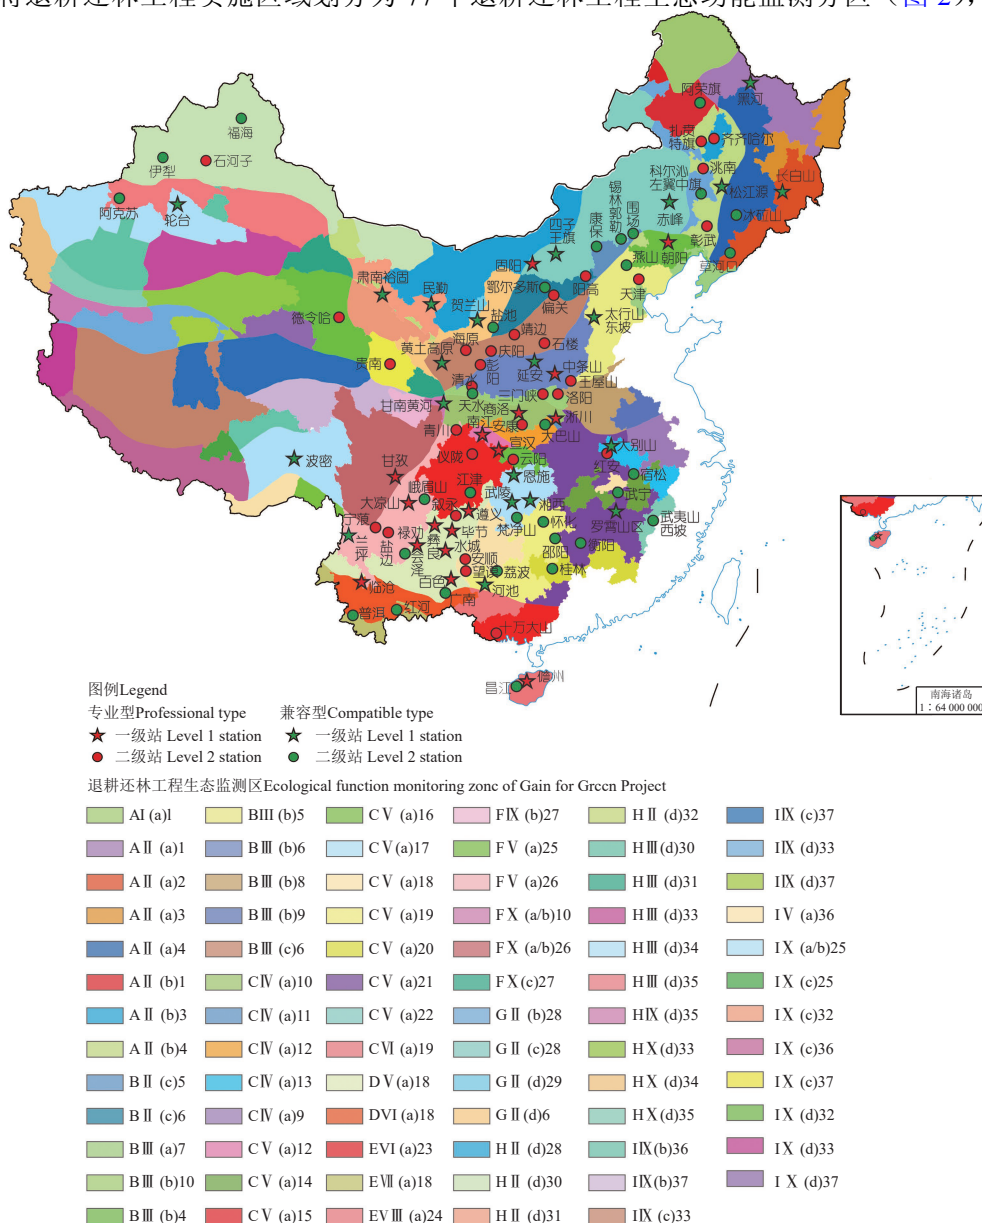 将退耕还林工程实施区域划分为 77 个退耕还林工程生态功能监测分区（图 2），
福海
伊犁
石河子
阿克苏
轮台
阿荣旗
黑河
扎赉特旗
齐齐哈尔
洮南
科尔沁左翼中旗
松江源
长白山
锡林郭勒
围场
康保
赤峰
冰砬山
彰武
四子王旗
固阳
燕山
朝阳
草河口
肃南裕固
民勤
鄂尔多斯
阳高
天津
偏关
贺兰山
盐池
太行山东坡
德令哈
靖边
海原
石楼
黄土高原
庆阳
贵南
彭阳
延安
中条山
清水
王屋山
三门峡
洛阳
甘南黄河
天水
商洛
淅川
南江
安康
青川
大巴山
宣汉
大别山
仪陇
云阳
红安
波密
甘孜
恩施
宿松
峨眉山
江津
武陵
湘西
武宁
大凉山
叙永
遵义
宁蒗
梵净山
怀化
罗霄山区
武夷山西坡
禄劝
彝良
毕节
兰坪
盐边
会泽
水城
邵阳
衡阳
安顺
望谟
荔波
桂林
临沧
百色
河池
广南
普洱
红河
十万大山
昌江
儋州
南海诸岛
1：64 000 000
图例Legend
专业型Professional type 兼容型Compatible type
一级站 Level 1 station 一级站 Level 1 station
二级站 Level 2 station 二级站 Level 2 station
退耕还林工程生态监测区Ecological function monitoring zone of Gain for Green Project
AI (a)l BIII (b)5 CⅤ (a)16 FⅨ (b)27 HⅡ (d)32 IⅨ (c)37
AⅡ (a)1 BⅢ (b)6 CⅤ(a)17 FⅤ (a)25 HⅢ(d)30 IⅨ (d)33
AⅡ (a)2 BⅢ (b)8 CⅤ (a)18 FⅤ (a)26 HⅢ (d)31 IⅨ (d)37
AⅡ (a)3 BⅢ (b)9 CⅤ (a)19 FⅩ (a/b)10 HⅢ (d)33 IⅤ (a)36
AⅡ (a)4 BⅢ (c)6 CⅤ (a)20 FⅩ (a/b)26 HⅢ (d)34 IⅩ (a/b)25
AⅡ (b)1 CⅣ (a)10 CⅤ (a)21 FⅩ(c)27 HⅢ (d)35 IⅩ (c)25
AⅡ (b)3 CⅣ (a)11 CⅤ (a)22 GⅡ (b)28 HⅨ (d)35 IⅩ (c)32
AⅡ (b)4 CⅣ (a)12 CⅥ (a)19 GⅡ (c)28 HⅩ(d)33 IⅩ (c)36
BⅡ (c)5 CⅣ (a)13 DⅤ(a)18 GⅡ (d)29 HⅩ (d)34 IⅩ (c)37
BⅡ (c)6 CⅣ (a)9 DVI (a)18 GⅡ(d)6 HⅩ(d)35 IⅩ (d)32
BⅢ (a)7 CⅤ (a)12 EVI (a)23 HⅡ (d)28 IⅨ(b)36 IⅩ (d)33
BⅢ (b)10 CⅤ (a)14 EⅦ (a)18 HⅡ (d)30 IⅨ(b)37 IⅩ (d)37
BⅢ (b)4 CⅤ (a)15 EVⅢ (a)24 HⅡ (d)31 IⅨ (c)33